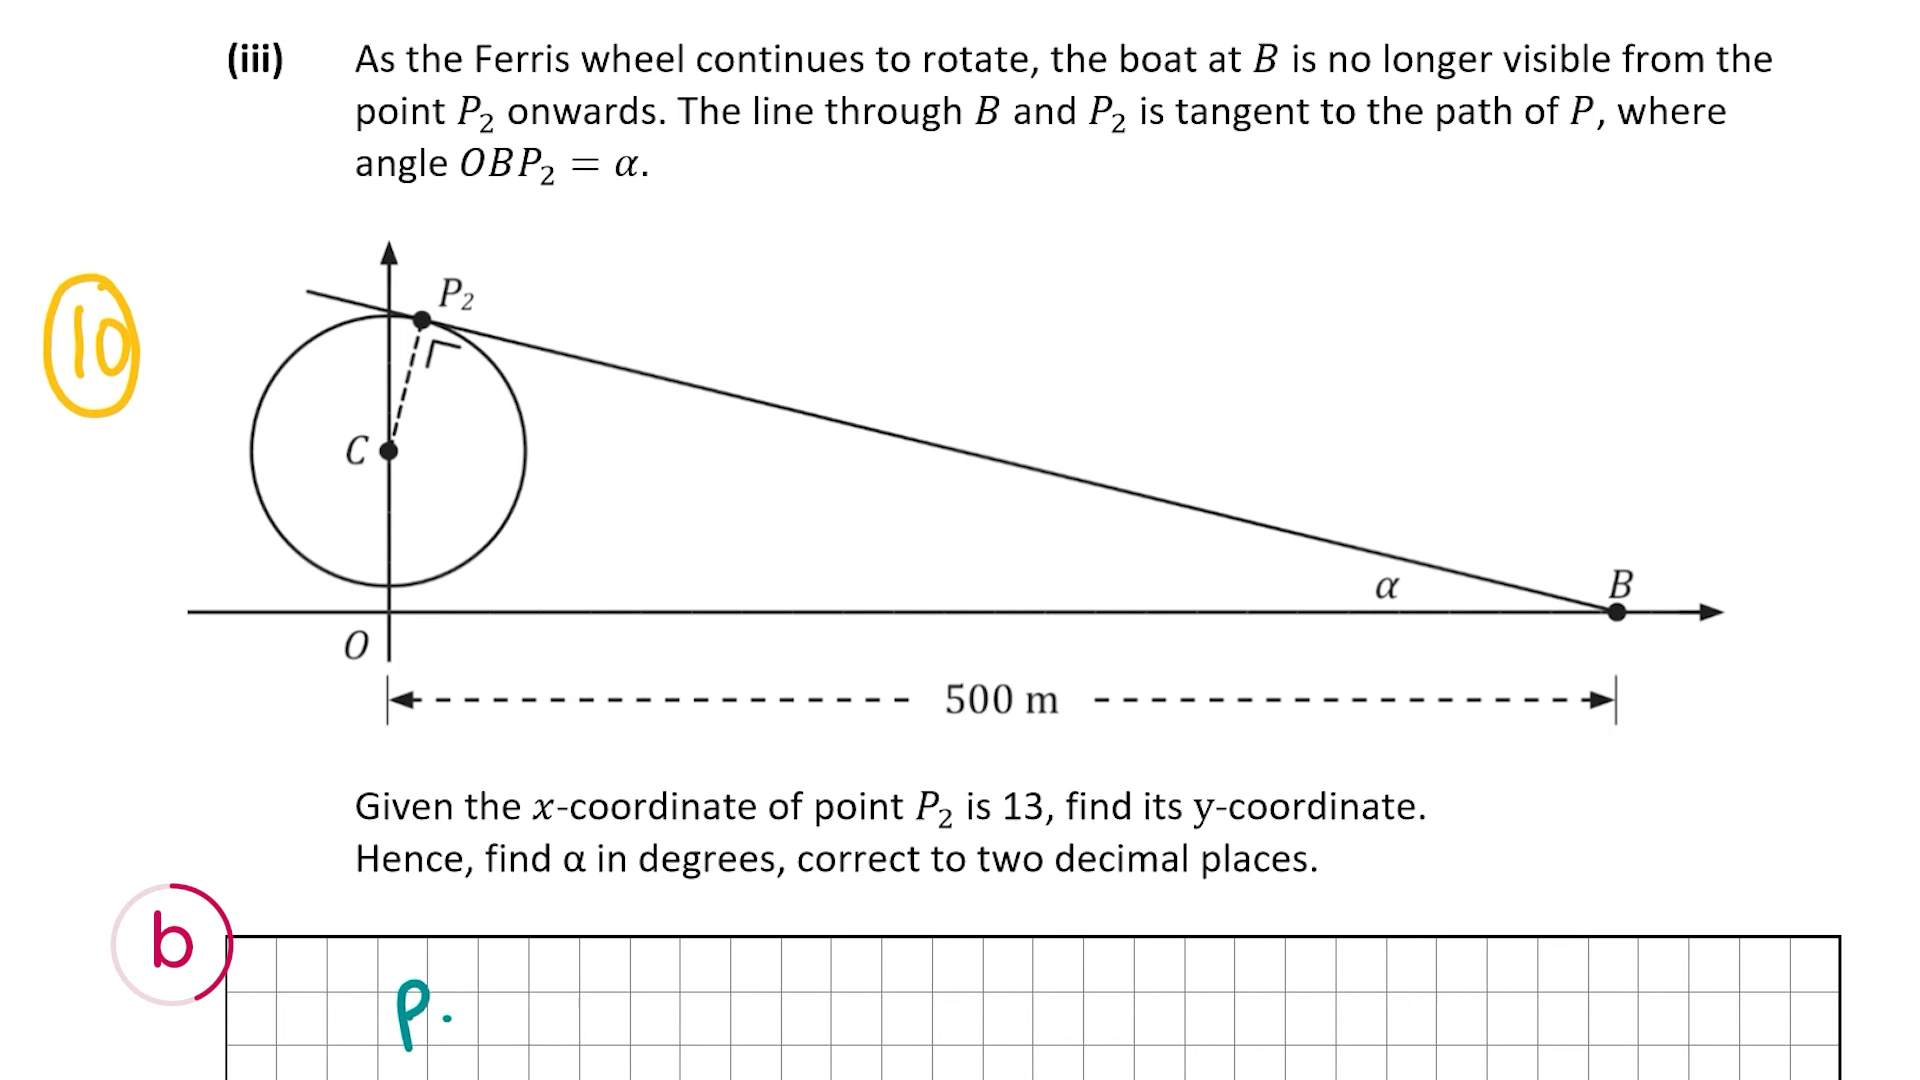 (iii) As the Ferris wheel continues to rotate, the boat at B is no longer visible from the
point P₂ onwards. The line through B and P₂ is tangent to the path of P, where
angle OBP₂ = α.
P₂
10
C
α
B
O
500 m
Given the x-coordinate of point P₂ is 13, find its y-coordinate.
Hence, find α in degrees, correct to two decimal places.
b
P.